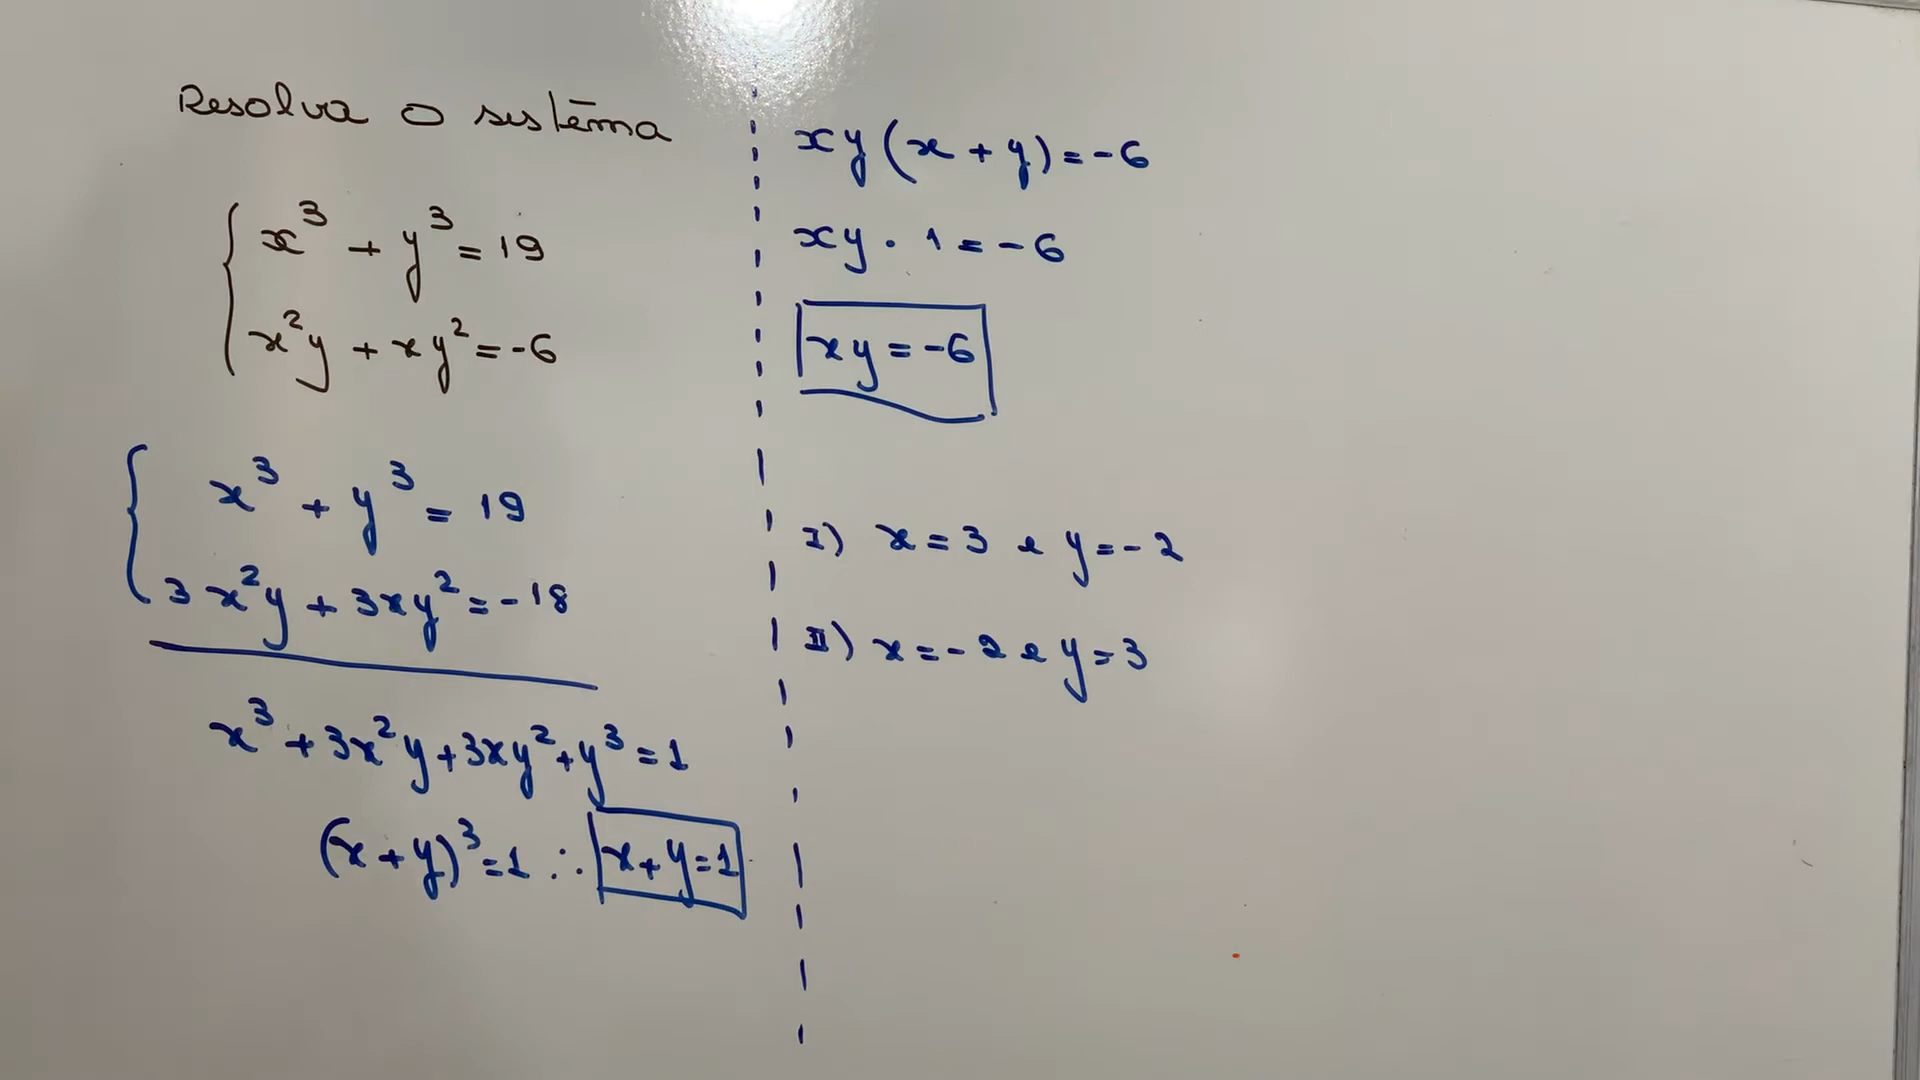 Resolva o sistema
x³ + y³ = 19
x²y + xy² = -6
x³ + y³ = 19
3x²y + 3xy² = -18
x³ + 3x²y + 3xy² + y³ = 1
(x + y)³ = 1 ∴ x + y = 1
xy(x + y) = -6
xy · 1 = -6
xy = -6
I) x = 3 e y = -2
II) x = -2 e y = 3